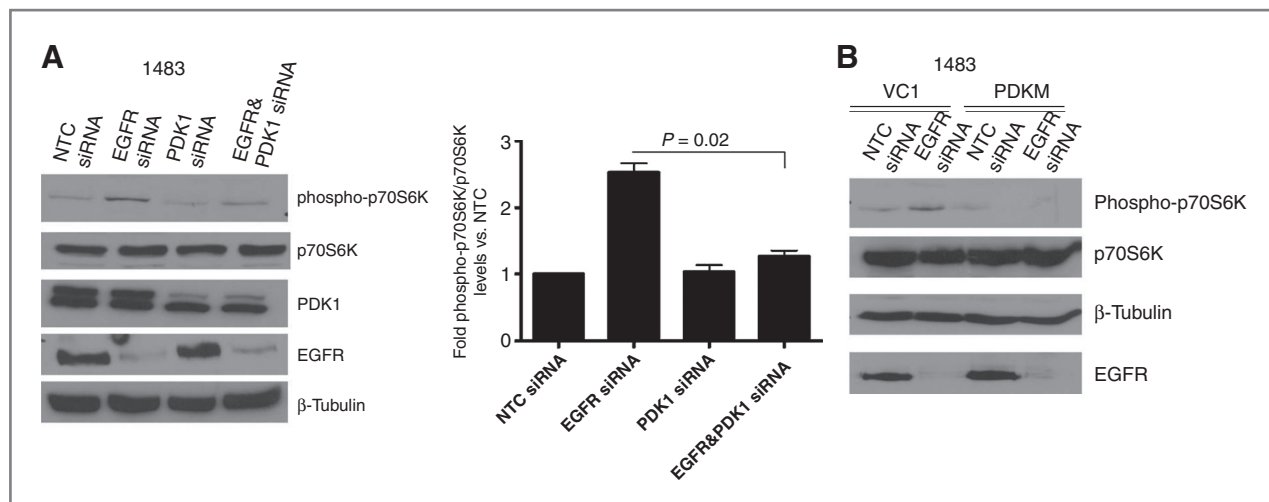 A
1483
NTC
siRNA
EGFR
siRNA
PDK1
siRNA
EGFR&
PDK1 siRNA
phospho-p70S6K
p70S6K
PDK1
EGFR
β-Tubulin
Fold phospho-p70S6K/p70S6K
levels vs. NTC
3
2
1
0
P = 0.02
NTC siRNA
EGFR siRNA
PDK1 siRNA
EGFR&PDK1 siRNA
B
1483
VC1
PDKM
NTC
siRNA
EGFR
siRNA
NTC
siRNA
EGFR
siRNA
Phospho-p70S6K
p70S6K
β-Tubulin
EGFR